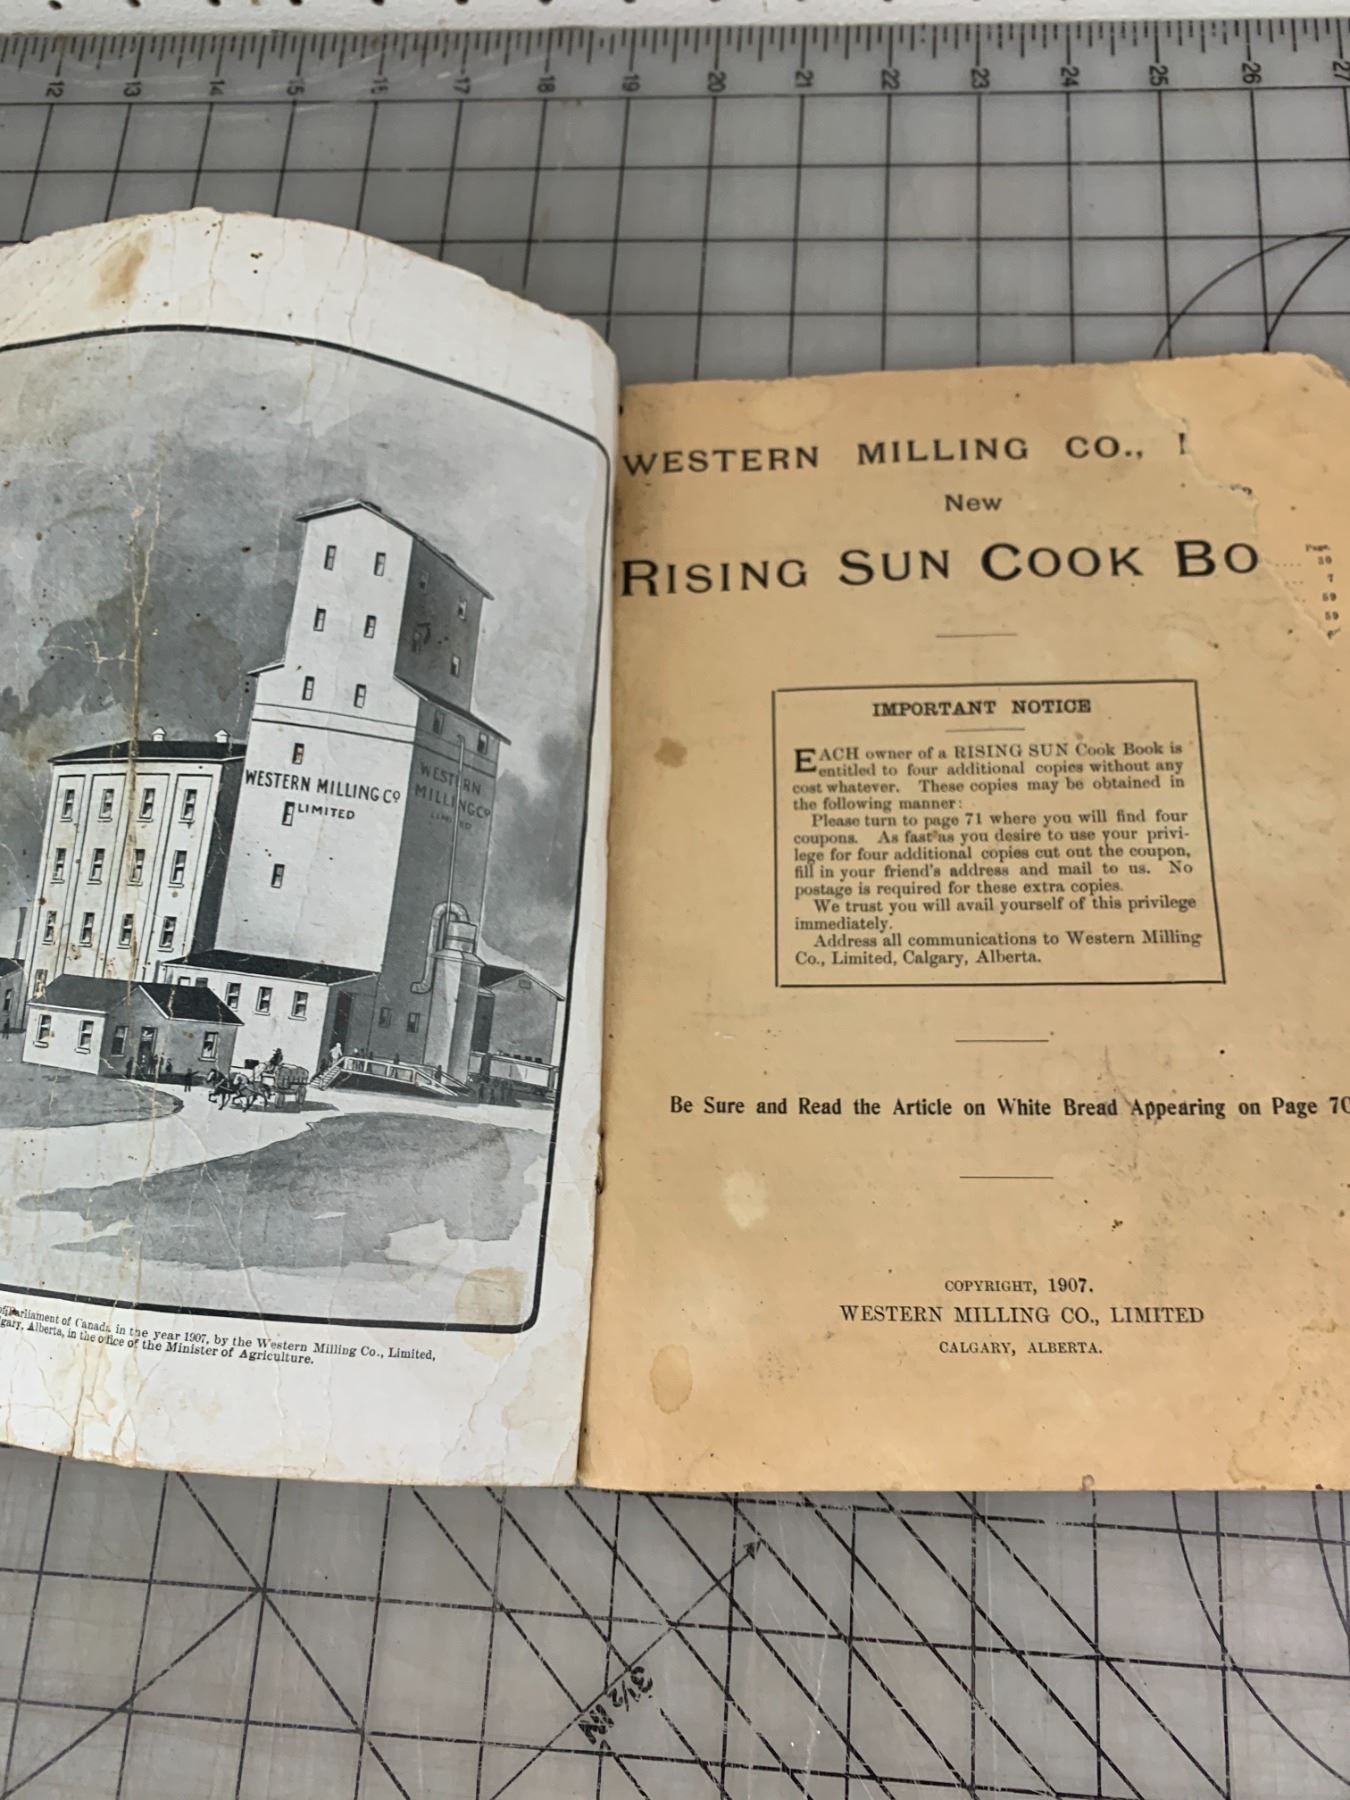 12 13 14 15 16 17 18 19 20 21 22 23 24 25 26 27
WESTERN MILLING CO
LIMITED
WESTERN
MILLING CO
LIMITED
Parliament of Canada, in the year 1907, by the Western Milling Co., Limited,
Alberta, in the office of the Minister of Agriculture.
WESTERN MILLING CO.,
New
RISING SUN COOK BO
Page.
30
7
59
59
IMPORTANT NOTICE
EACH owner of a RISING SUN Cook Book is
entitled to four additional copies without any
cost whatever. These copies may be obtained in
the following manner:
Please turn to page 71 where you will find four
coupons. As fast as you desire to use your privi-
lege for four additional copies cut out the coupon,
fill in your friend's address and mail to us. No
postage is required for these extra copies.
We trust you will avail yourself of this privilege
immediately.
Address all communications to Western Milling
Co., Limited, Calgary, Alberta.
Be Sure and Read the Article on White Bread Appearing on Page 70
COPYRIGHT, 1907.
WESTERN MILLING CO., LIMITED
CALGARY, ALBERTA.
3½ IN